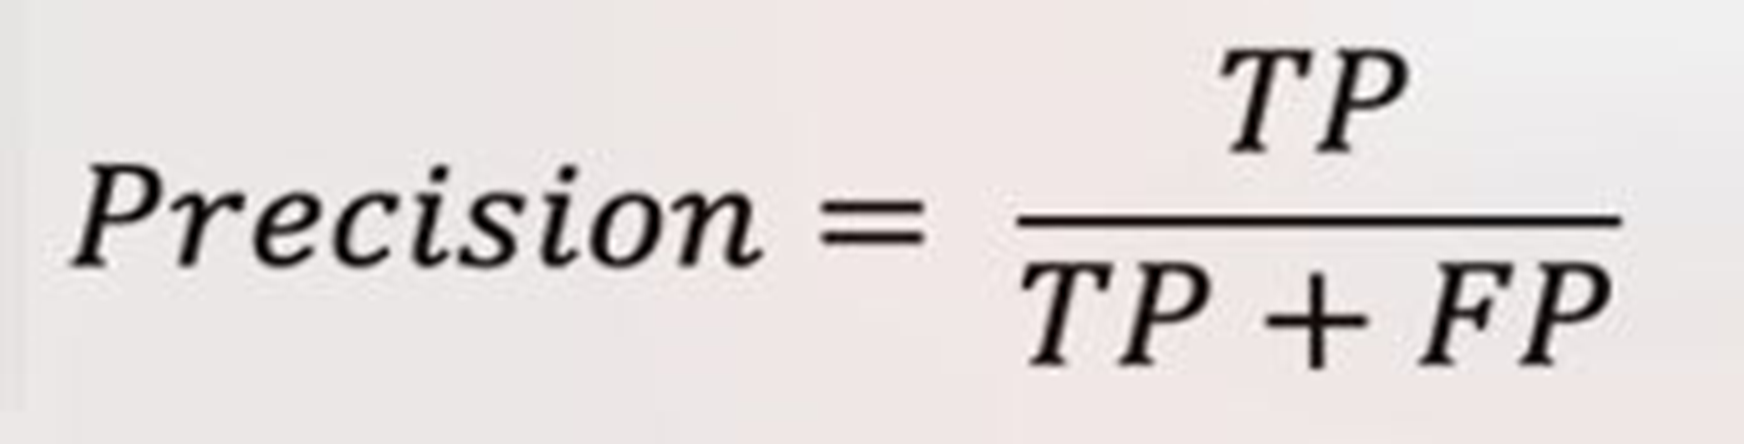 Precision = TP / TP + FP